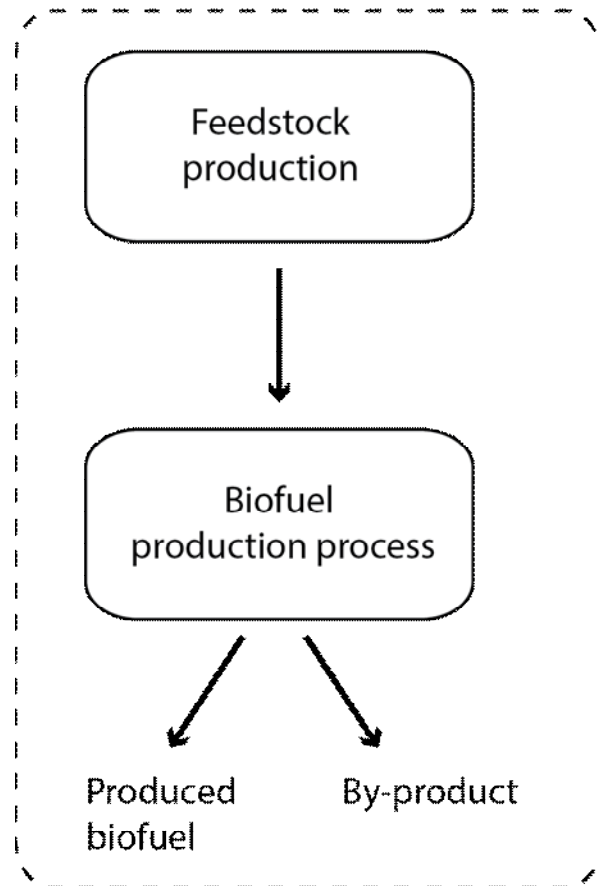 Feedstock
production
Biofuel
production process
Produced
biofuel
By-product